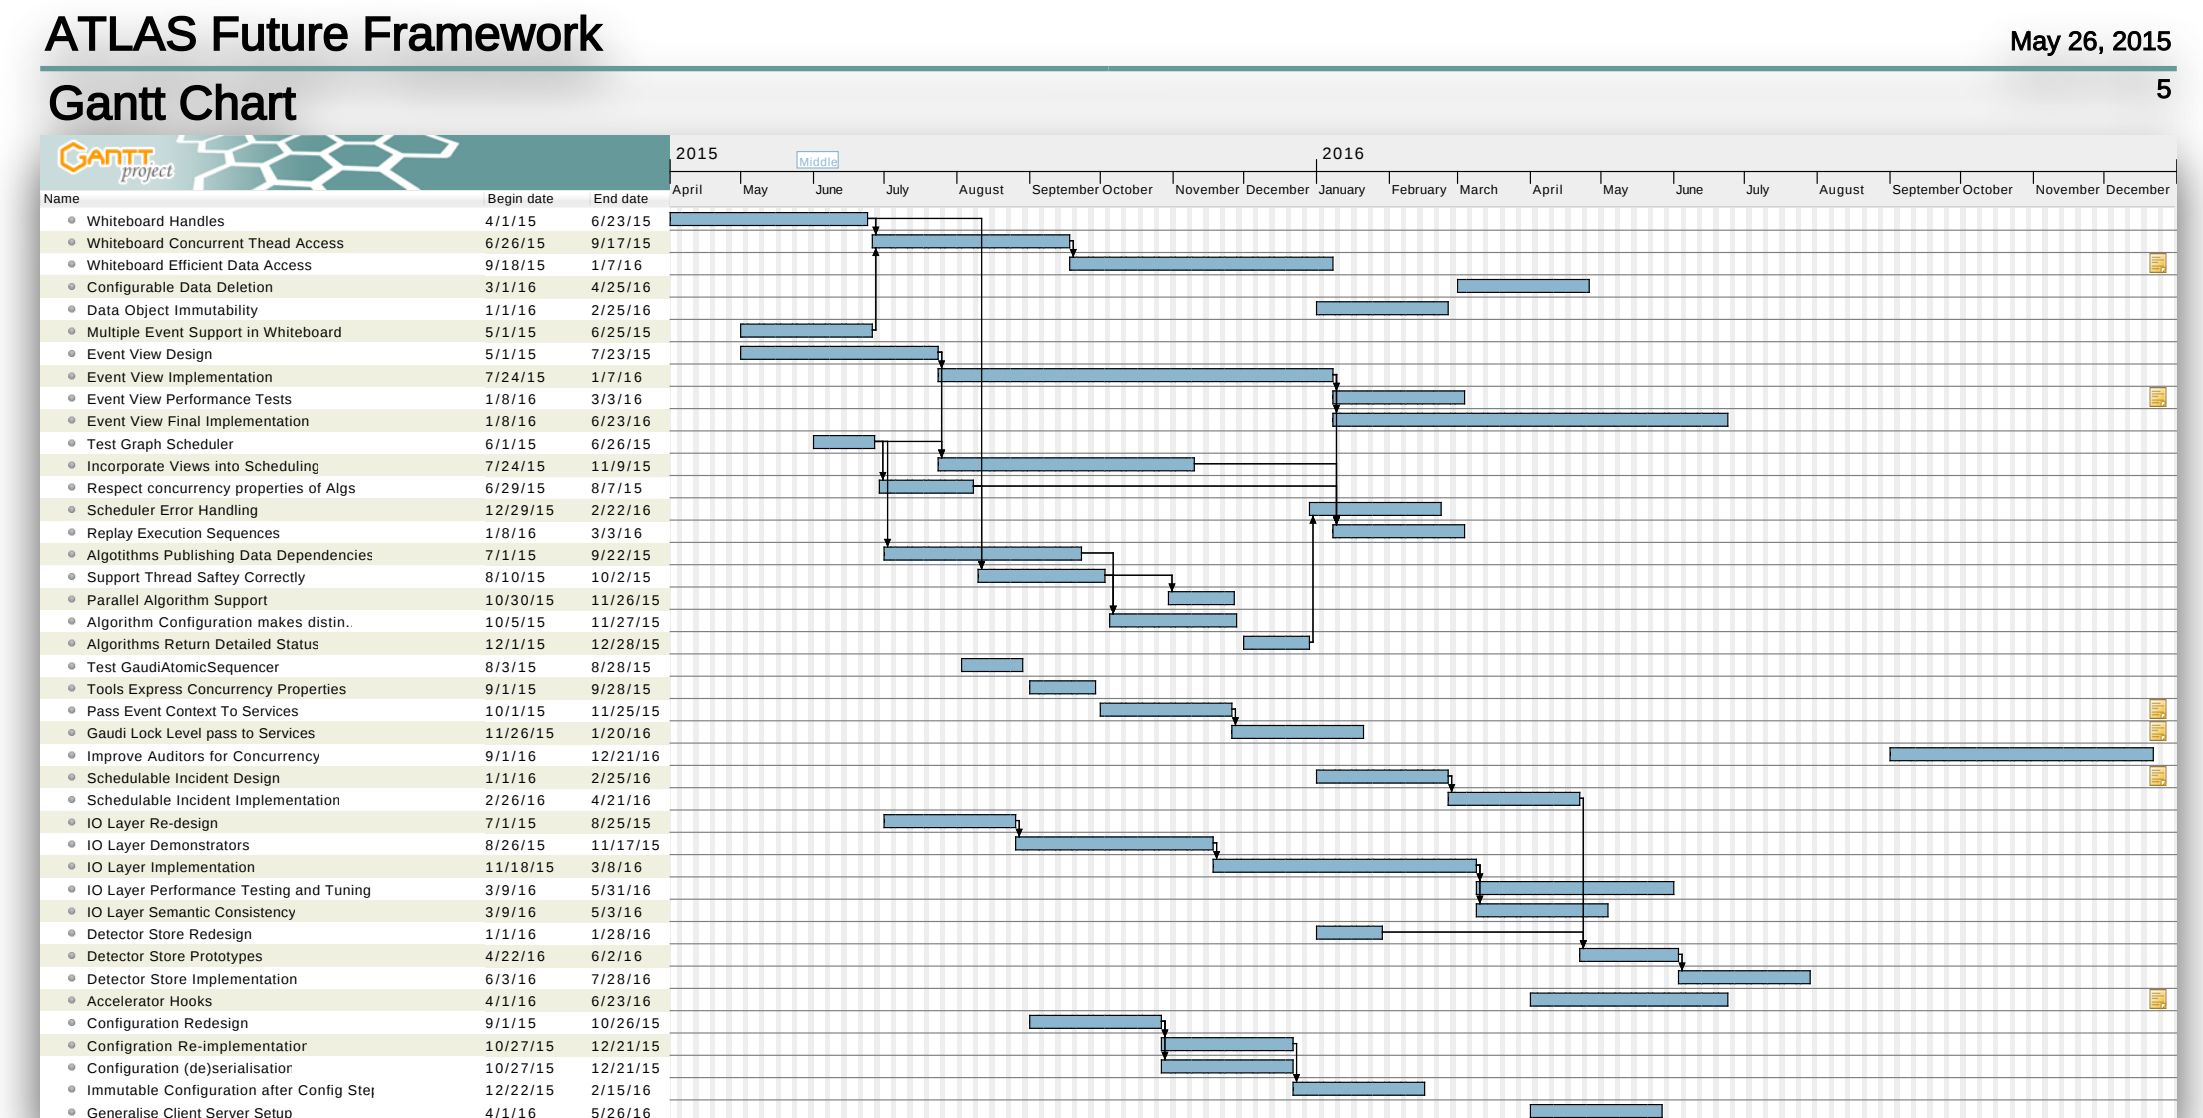 ATLAS Future Framework
May 26, 2015
5
Gantt Chart
GANTT project
2015 2016
Middle
April May June July August September October November December January February March April May June July August September October November December
Name Begin date End date
Whiteboard Handles 4/1/15 6/23/15
Whiteboard Concurrent Thead Access 6/26/15 9/17/15
Whiteboard Efficient Data Access 9/18/15 1/7/16
Configurable Data Deletion 3/1/16 4/25/16
Data Object Immutability 1/1/16 2/25/16
Multiple Event Support in Whiteboard 5/1/15 6/25/15
Event View Design 5/1/15 7/23/15
Event View Implementation 7/24/15 1/7/16
Event View Performance Tests 1/8/16 3/3/16
Event View Final Implementation 1/8/16 6/23/16
Test Graph Scheduler 6/1/15 6/26/15
Incorporate Views into Scheduling 7/24/15 11/9/15
Respect concurrency properties of Algs 6/29/15 8/7/15
Scheduler Error Handling 12/29/15 2/22/16
Replay Execution Sequences 1/8/16 3/3/16
Algotithms Publishing Data Dependencies 7/1/15 9/22/15
Support Thread Saftey Correctly 8/10/15 10/2/15
Parallel Algorithm Support 10/30/15 11/26/15
Algorithm Configuration makes distin.. 10/5/15 11/27/15
Algorithms Return Detailed Status 12/1/15 12/28/15
Test GaudiAtomicSequencer 8/3/15 8/28/15
Tools Express Concurrency Properties 9/1/15 9/28/15
Pass Event Context To Services 10/1/15 11/25/15
Gaudi Lock Level pass to Services 11/26/15 1/20/16
Improve Auditors for Concurrency 9/1/16 12/21/16
Schedulable Incident Design 1/1/16 2/25/16
Schedulable Incident Implementation 2/26/16 4/21/16
IO Layer Re-design 7/1/15 8/25/15
IO Layer Demonstrators 8/26/15 11/17/15
IO Layer Implementation 11/18/15 3/8/16
IO Layer Performance Testing and Tuning 3/9/16 5/31/16
IO Layer Semantic Consistency 3/9/16 5/3/16
Detector Store Redesign 1/1/16 1/28/16
Detector Store Prototypes 4/22/16 6/2/16
Detector Store Implementation 6/3/16 7/28/16
Accelerator Hooks 4/1/16 6/23/16
Configuration Redesign 9/1/15 10/26/15
Configration Re-implementation 10/27/15 12/21/15
Configuration (de)serialisation 10/27/15 12/21/15
Immutable Configuration after Config Step 12/22/15 2/15/16
Generalise Client Server Setup 4/1/16 5/26/16